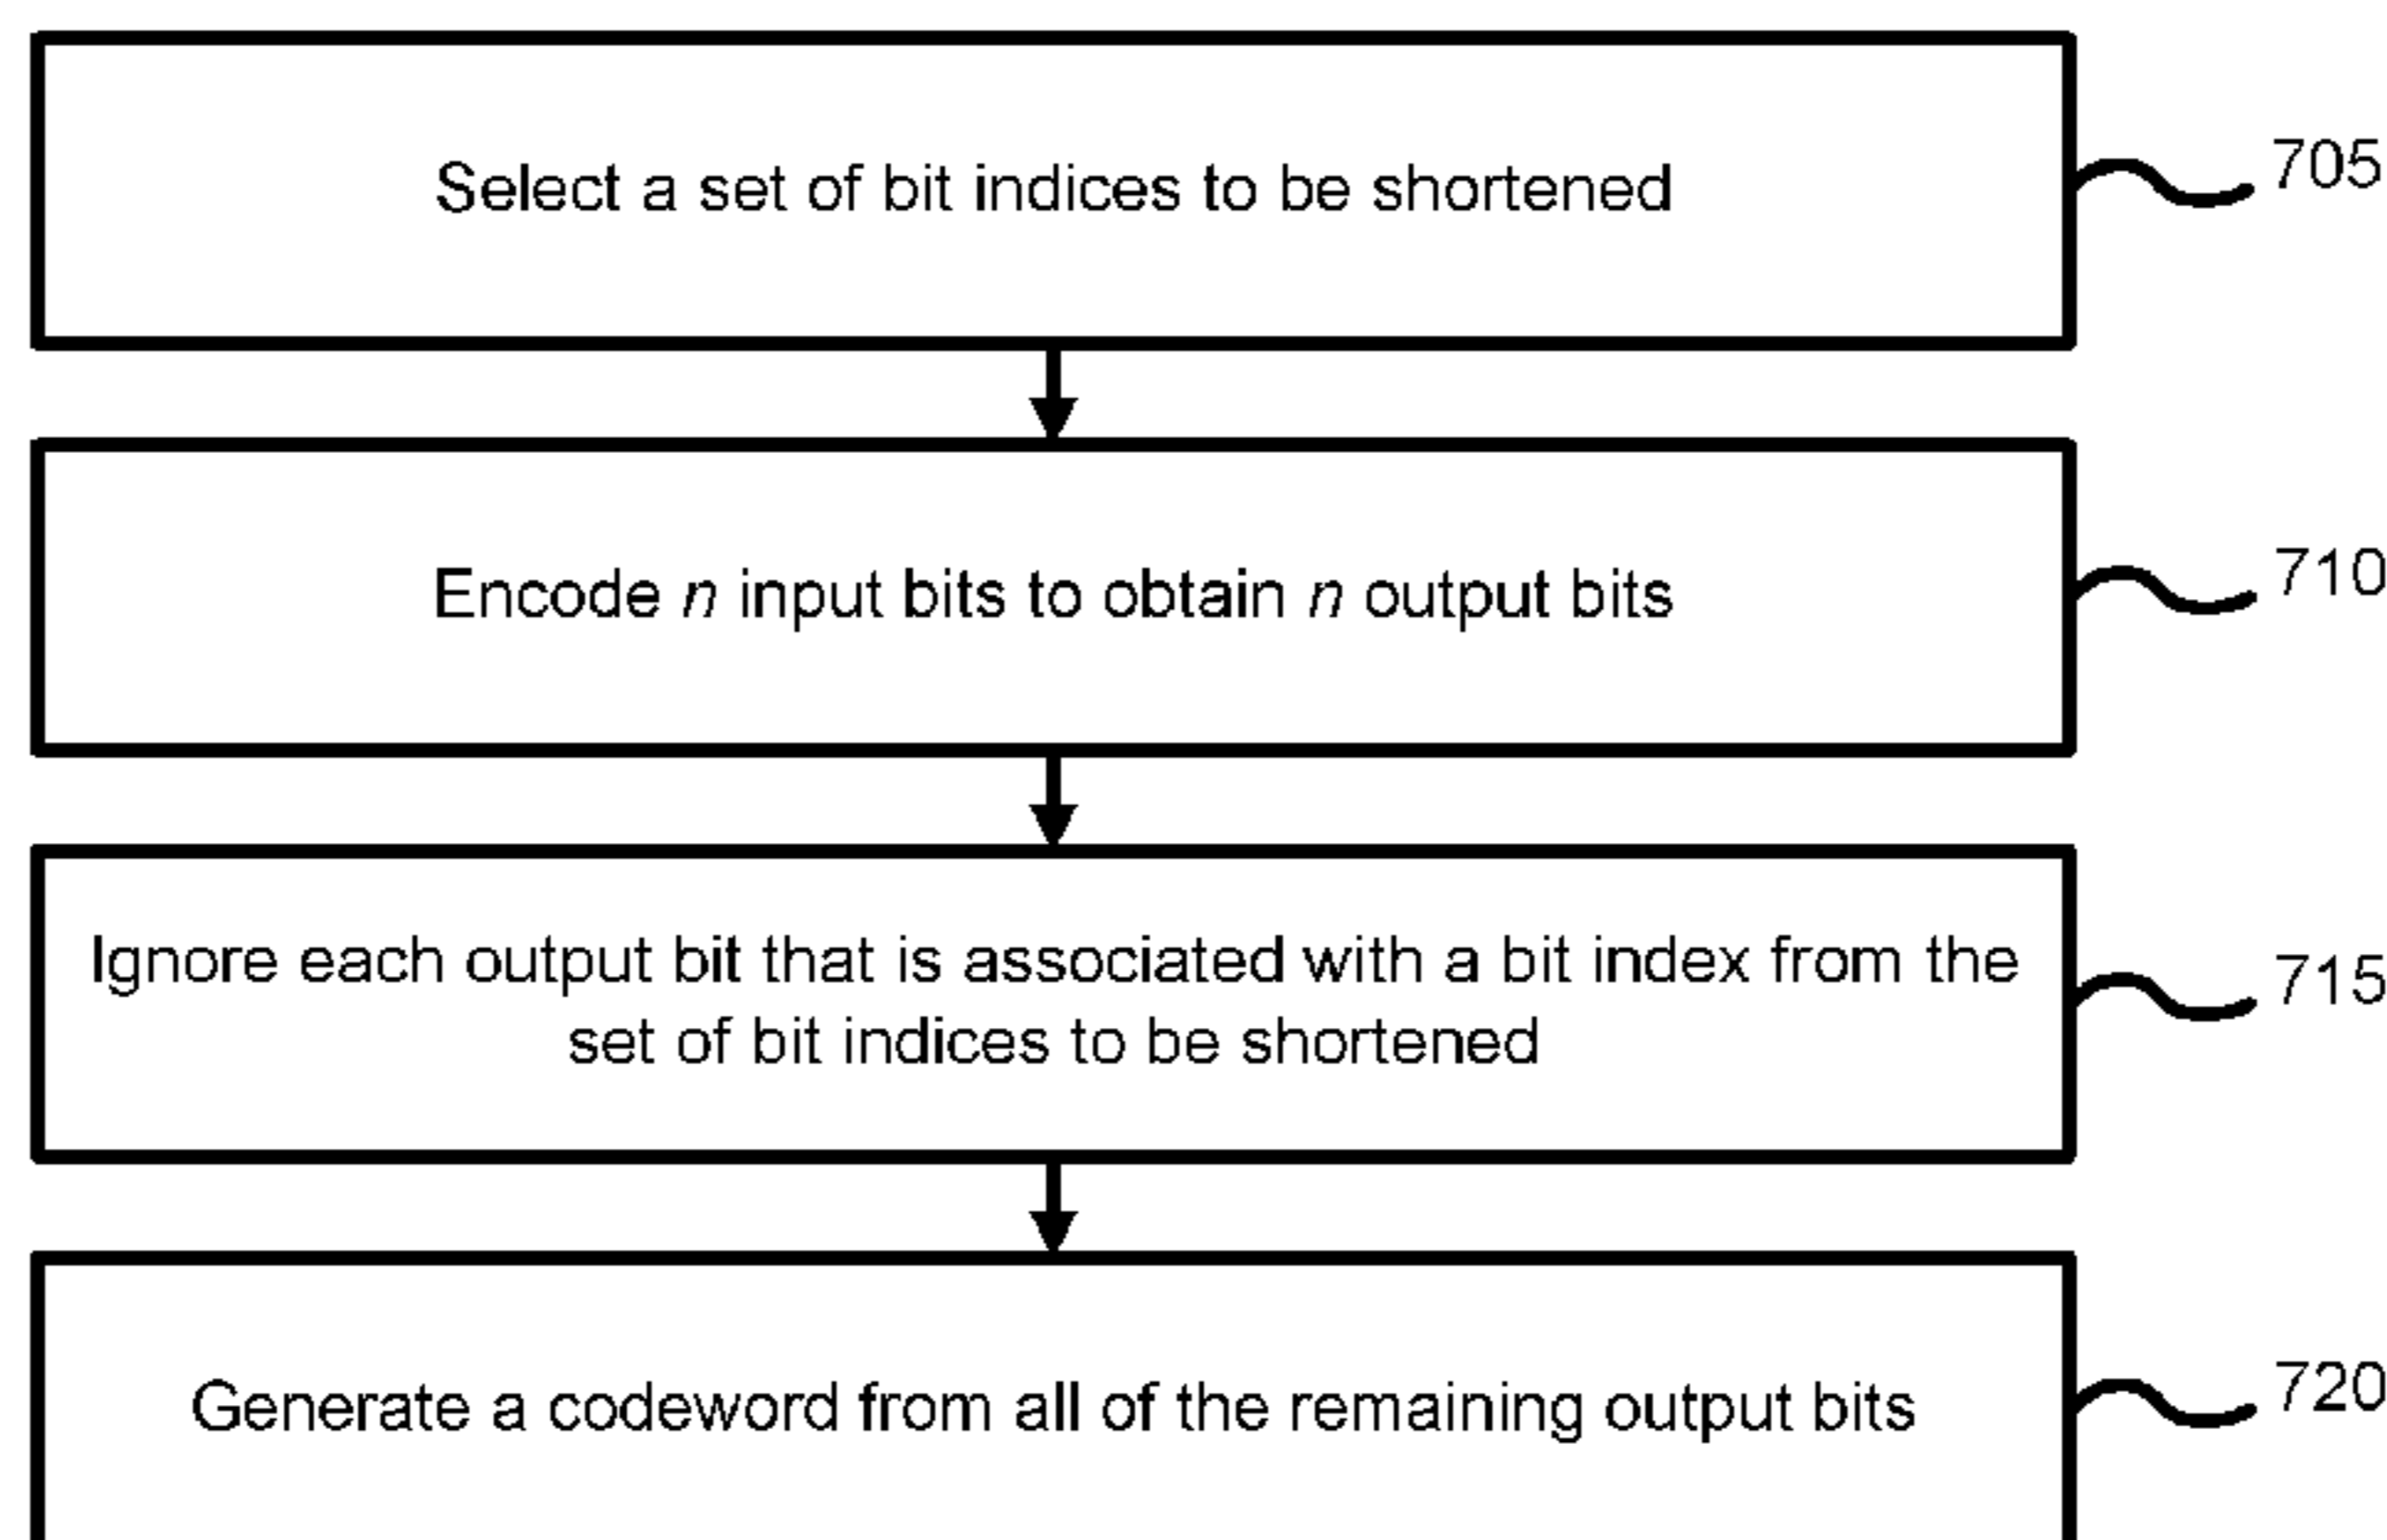 Select a set of bit indices to be shortened
705
Encode n input bits to obtain n output bits
710
Ignore each output bit that is associated with a bit index from the
set of bit indices to be shortened
715
Generate a codeword from all of the remaining output bits
720